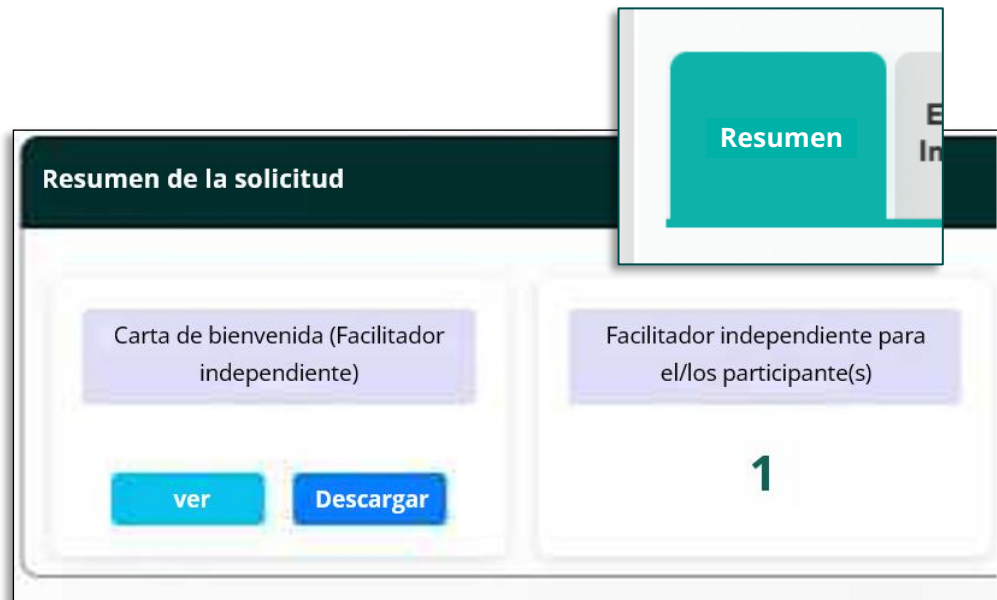 Resumen
E
In
Resumen de la solicitud
Carta de bienvenida (Facilitador
independiente)
Facilitador independiente para
el/los participante(s)
ver
Descargar
1